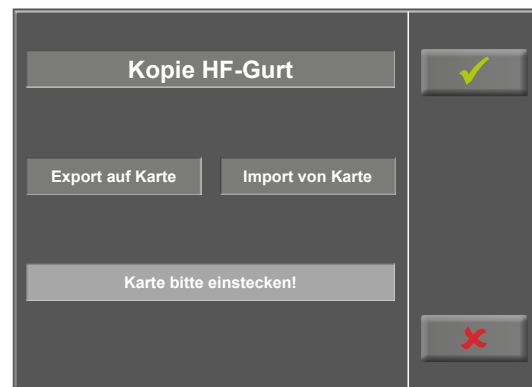 Kopie HF-Gurt
Export auf Karte
Import von Karte
Karte bitte einstecken!